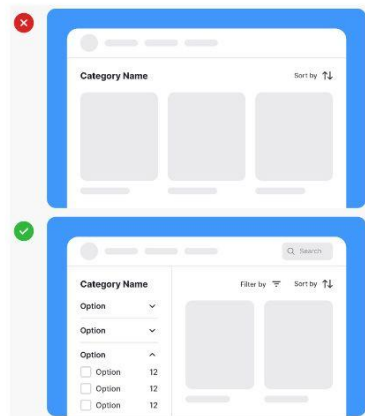 Category Name Sort by
Search
Category Name Filter by Sort by
Option
Option
Option
Option 12
Option 12
Option 12